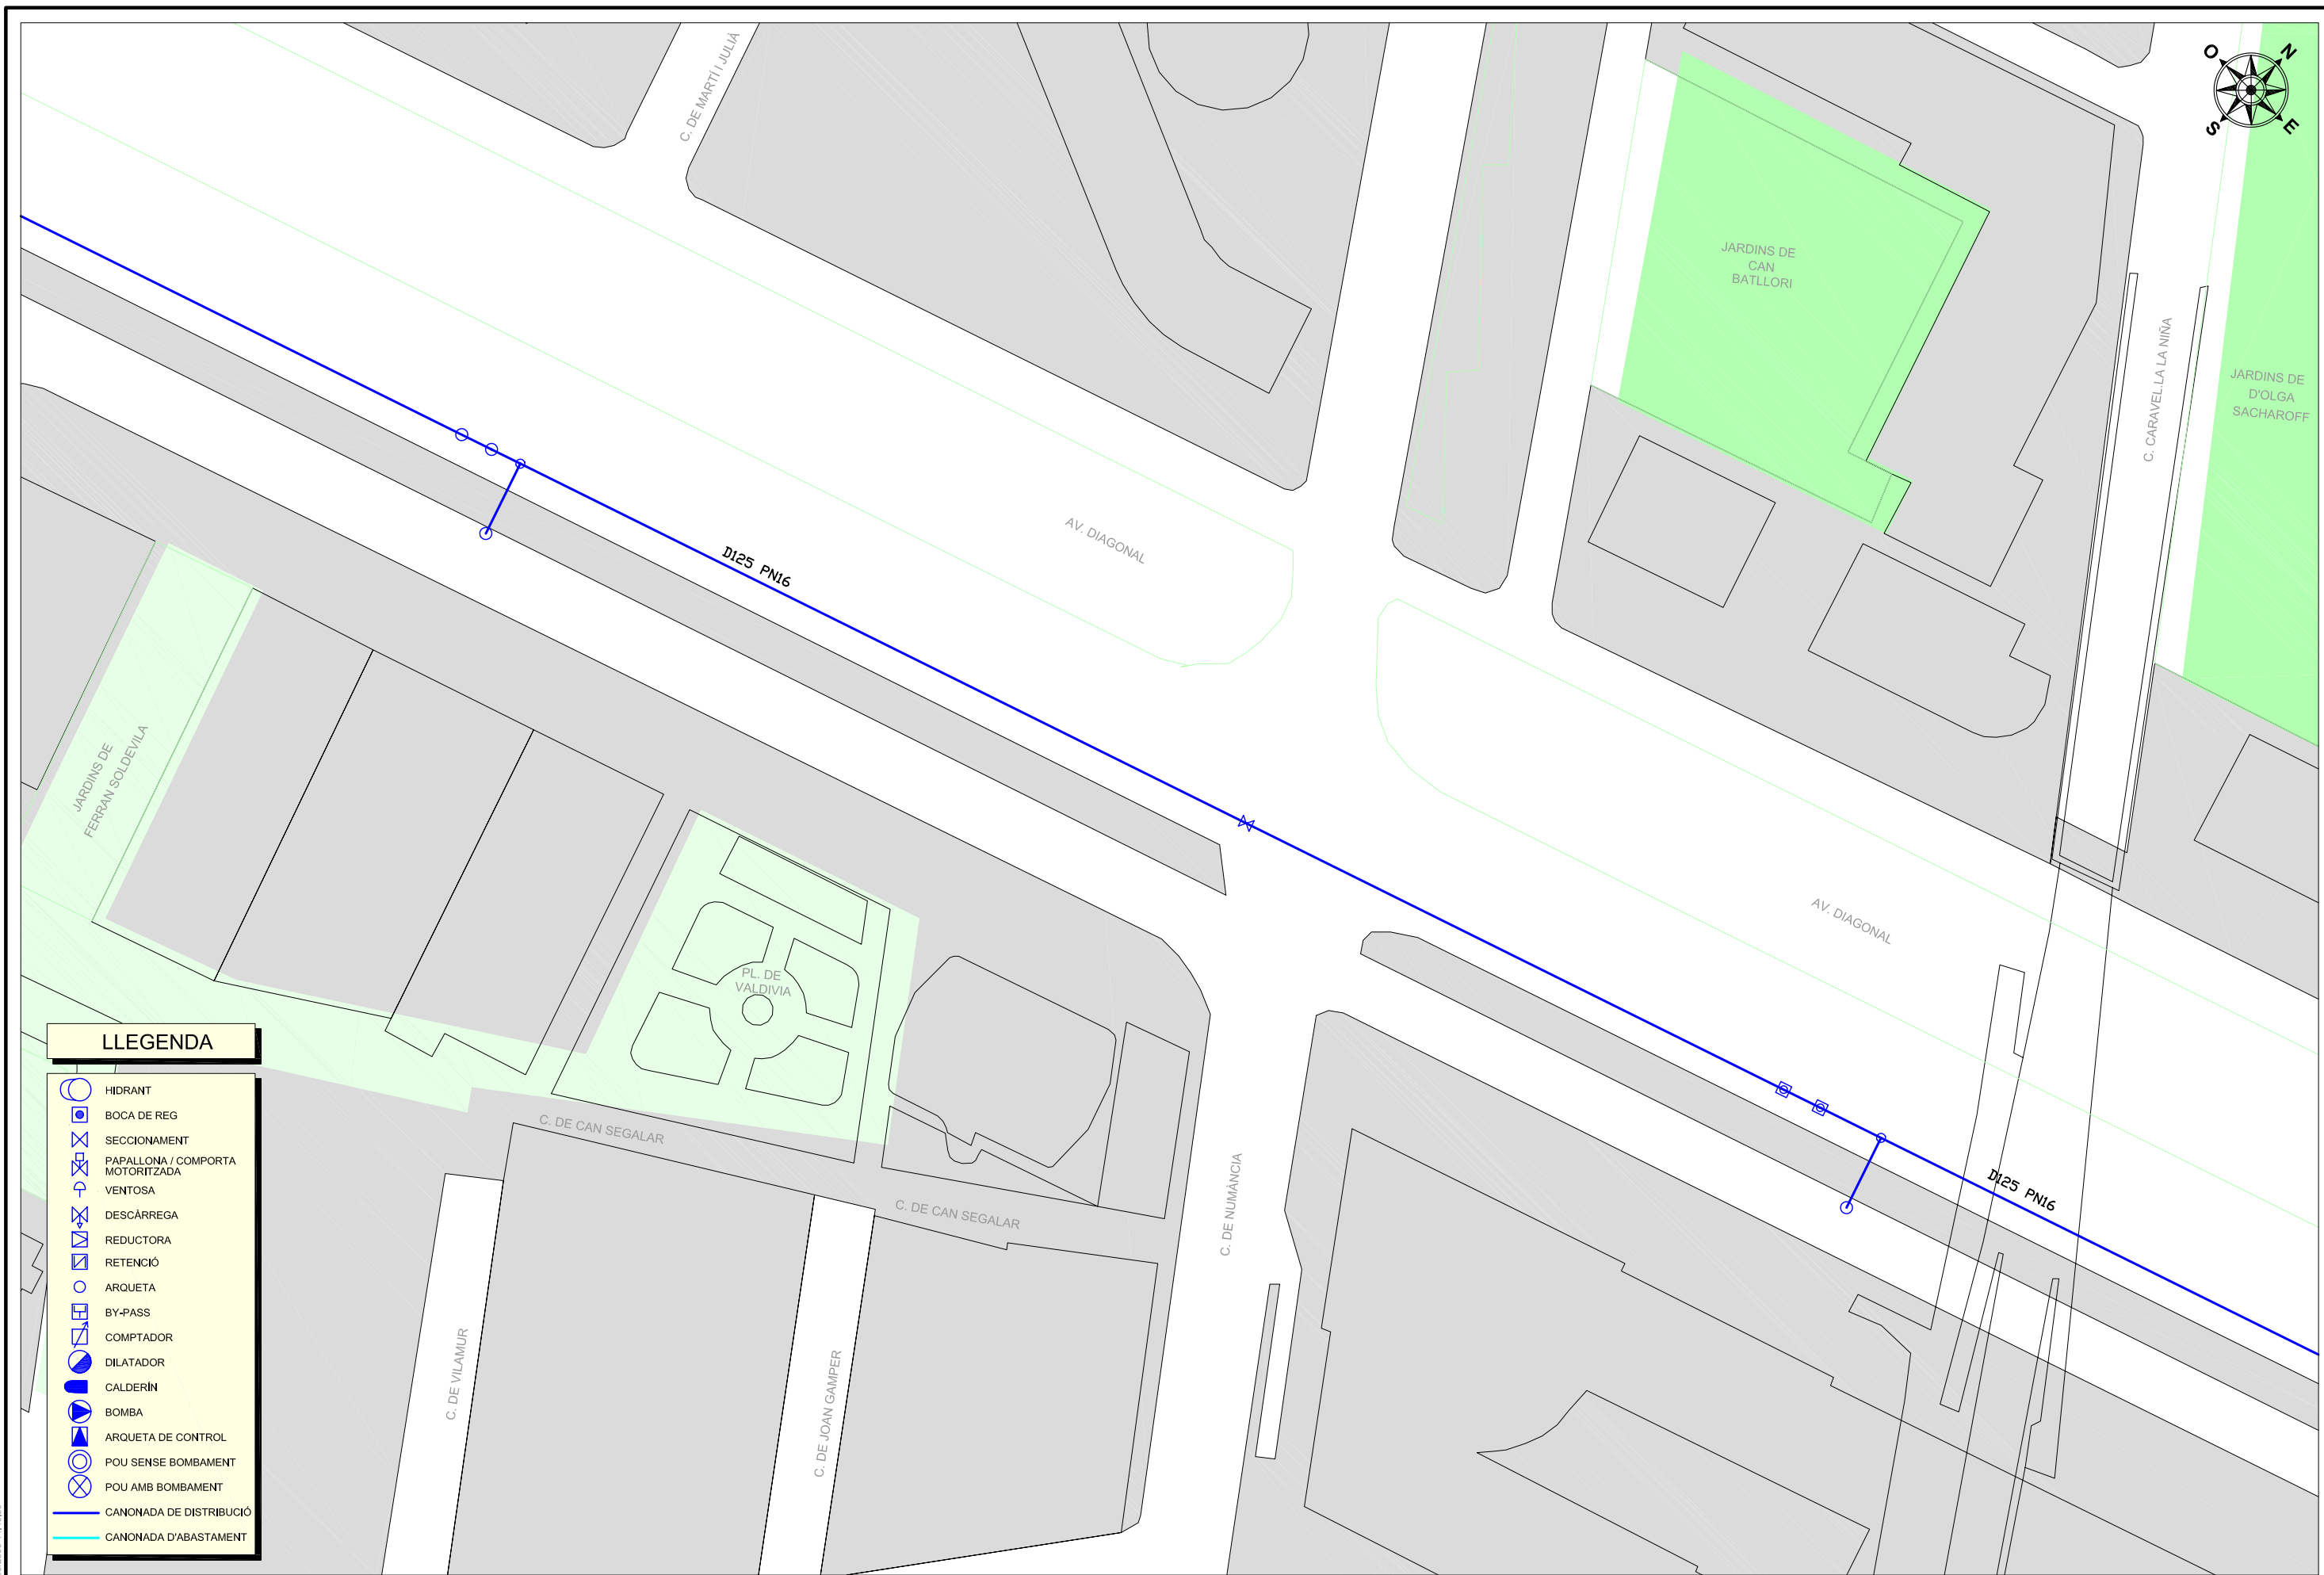 C. DE MARTÍ I JULIÀ
O
N
S
E
JARDINS DE
CAN
BATLLORI
C. CARAVEL.LA LA NIÑA
JARDINS DE
D'OLGA
SACHAROFF
AV. DIAGONAL
D125 PN16
JARDINS DE
FERRAN SOLDEVILA
AV. DIAGONAL
PL. DE
VALDIVIA
C. DE CAN SEGALAR
C. DE CAN SEGALAR
C. DE NUMÀNCIA
D125 PN16
C. DE VILAMUR
C. DE JOAN GAMPER
LLEGENDA
HIDRANT
BOCA DE REG
SECCIONAMENT
PAPALLONA / COMPORTA
MOTORITZADA
VENTOSA
DESCÀRREGA
REDUCTORA
RETENCIÓ
ARQUETA
BY-PASS
COMPTADOR
DILATADOR
CALDERÍN
BOMBA
ARQUETA DE CONTROL
POU SENSE BOMBAMENT
POU AMB BOMBAMENT
CANONADA DE DISTRIBUCIÓ
CANONADA D'ABASTAMENT